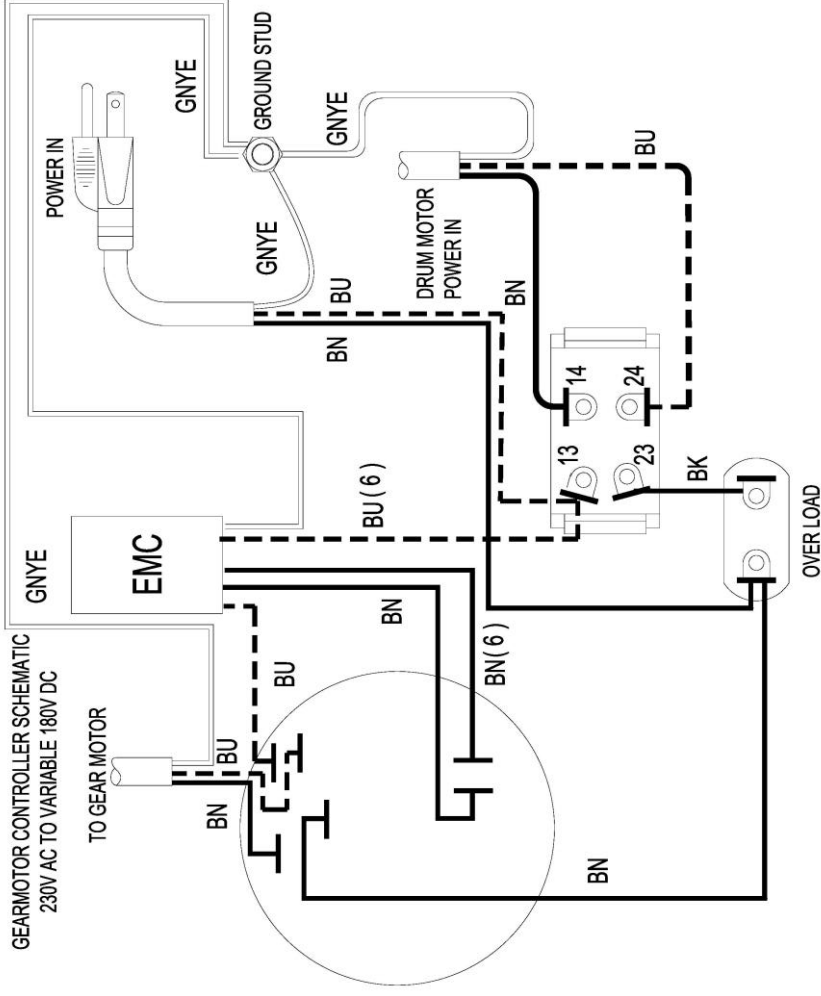 GEARMOTOR CONTROLLER SCHEMATIC
230V AC TO VARIABLE 180V DC
TO GEAR MOTOR
BN
BU
BU
GNYE
EMC
BN
BU ( 6 )
BN( 6 )
BN
POWER IN
GNYE
GROUND STUD
GNYE
GNYE
BU
BN
DRUM MOTOR
POWER IN
BN
BU
13
14
23
24
BK
OVER LOAD